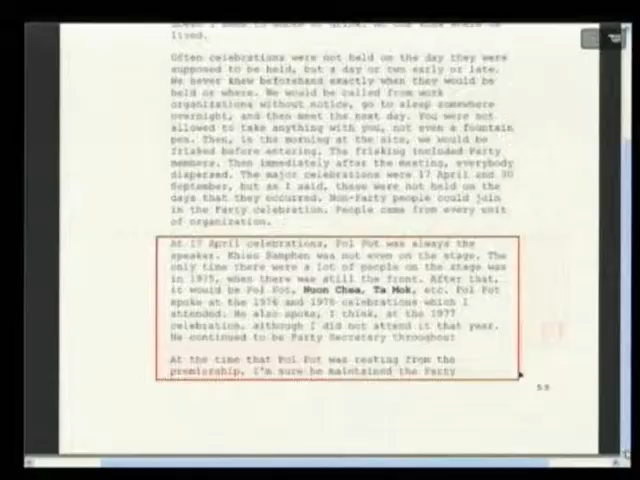 lived.
Often celebrations were not held on the day they were
supposed to be held, but a day or two early or late.
We never knew beforehand exactly when they would be
held or where. We would be called from work
organizations without notice, go to sleep somewhere
overnight, and then meet the next day. You were not
allowed to take anything with you, not even a fountain
pen. Then, in the morning at the site, we would be
frisked before entering. The frisking included Party
members. Then immediately after the meeting, everybody
dispersed. The major celebrations were 17 April and 30
September, but as I said, these were not held on the
days that they occurred. Non-Party people could join
in the Party celebration. People came from every unit
of organization.
At 17 April celebrations, Pol Pot was always the
speaker. Khieu Samphan was not even on the stage. The
only time there were a lot of people on the stage was
in 1975, when there was still the front. After that,
it would be Pol Pot, Nuon Chea, Ta Mok, etc. Pol Pot
spoke at the 1976 and 1978 celebrations which I
attended. He also spoke, I think, at the 1977
celebration, although I did not attend it that year.
He continued to be Party Secretary throughout
At the time that Pol Pot was resting from the
premiership, I'm sure he maintained the Party